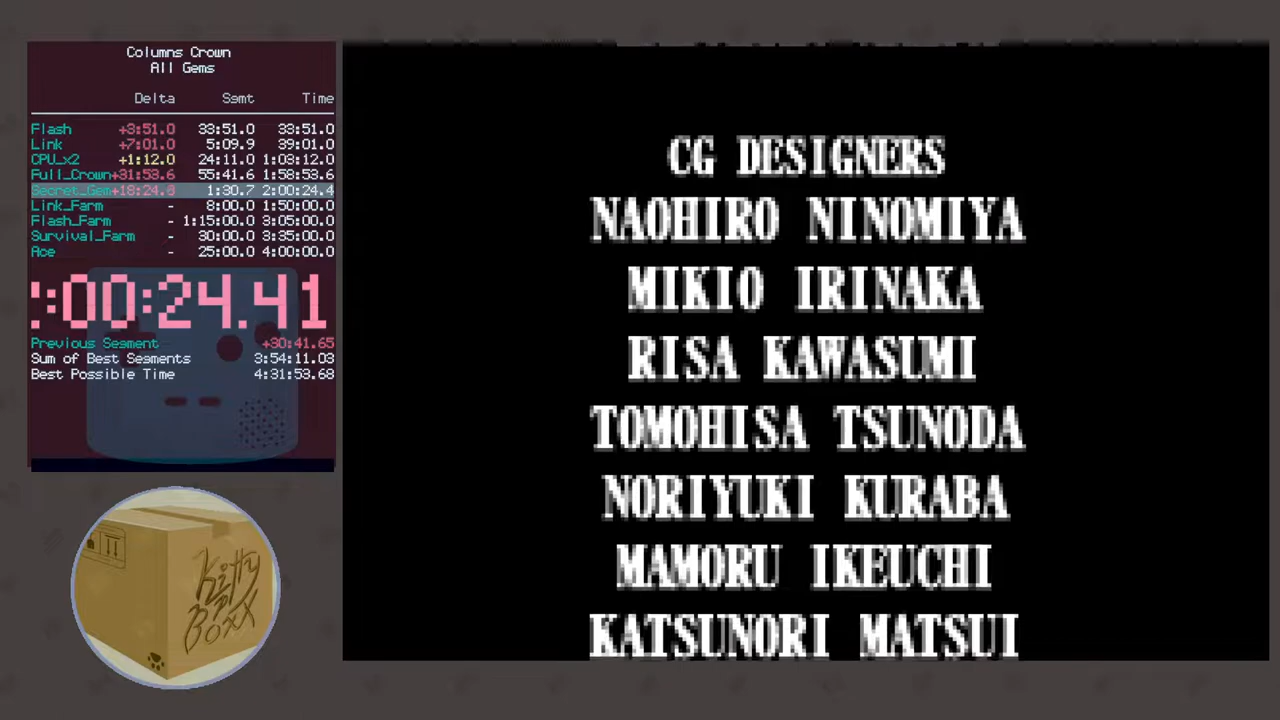 Columns Crown
All Gems
Delta Sgmt Time
Flash +3:51.0 33:51.0 33:51.0
Link +7:01.0 5:09.9 39:01.0
CPU_x2 +1:12.0 24:11.0 1:03:12.0
Full_Crown+31:53.6 55:41.6 1:58:53.6
Secret_Gem+18:24.8 1:30.7 2:00:24.4
Link_Farm - 8:00.0 1:50:00.0
Flash_Farm - 1:15:00.0 3:05:00.0
Survival_Farm - 30:00.0 3:35:00.0
Ace - 25:00.0 4:00:00.0
:00:24.41
Previous Segment +30:41.65
Sum of Best Segments 3:54:11.03
Best Possible Time 4:31:53.68
Kitty
Boxx
CG DESIGNERS
NAOHIRO NINOMIYA
MIKIO IRINAKA
RISA KAWASUMI
TOMOHISA TSUNODA
NORIYUKI KURABA
MAMORU IKEUCHI
KATSUNORI MATSUI